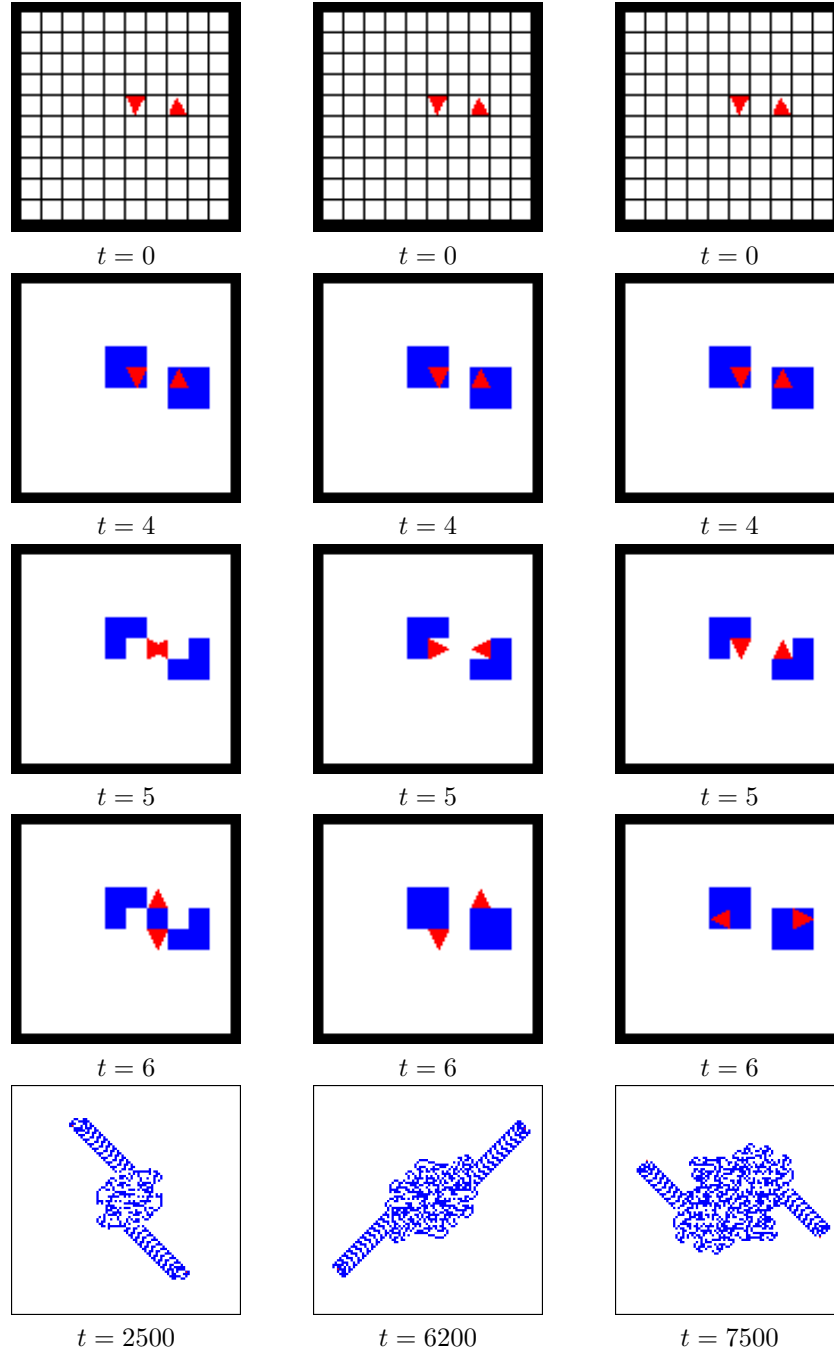 t = 0 t = 0 t = 0
t = 4 t = 4 t = 4
t = 5 t = 5 t = 5
t = 6 t = 6 t = 6
t = 2500 t = 6200 t = 7500